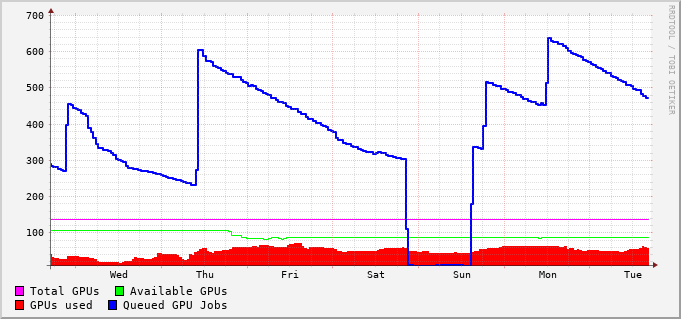 700
600
500
400
300
200
100
Wed Thu Fri Sat Sun Mon Tue
Total GPUs Available GPUs
GPUs used Queued GPU Jobs
RRDTOOL / TOBI OETIKER